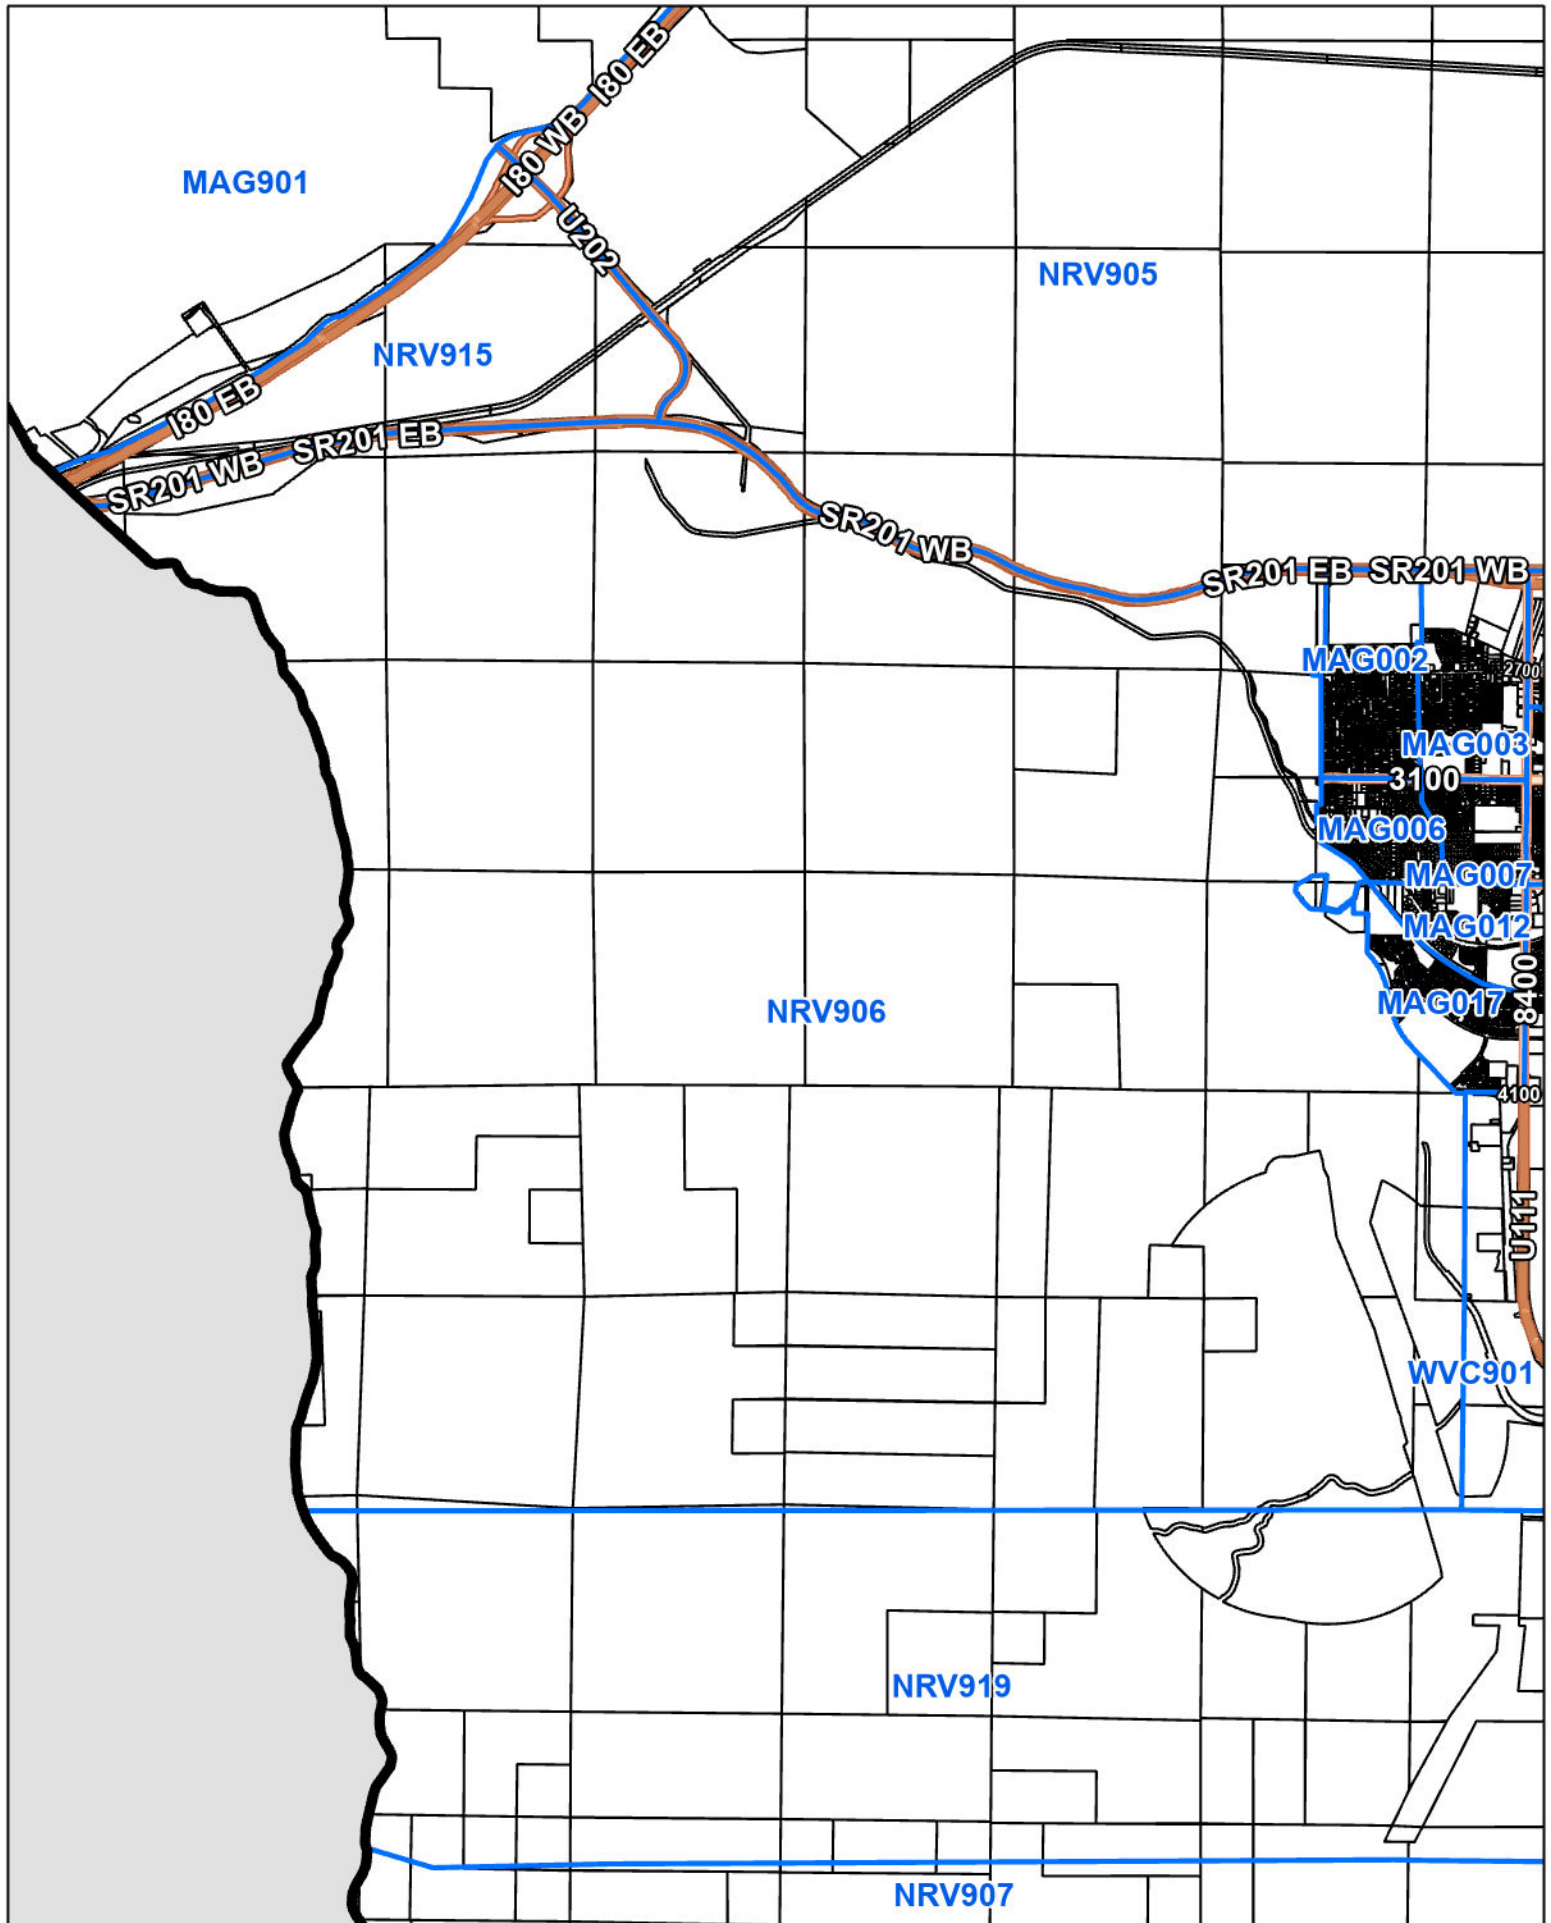 I80 EB
I80 WB
MAG901
U202
NRV905
NRV915
I80 EB
SR201 EB
SR201 WB
SR201 WB
SR201 EB
SR201 WB
MAG002
2700
MAG003
3100
MAG006
MAG007
MAG012
8400
MAG017
NRV906
4100
U111
WVC901
NRV919
NRV907